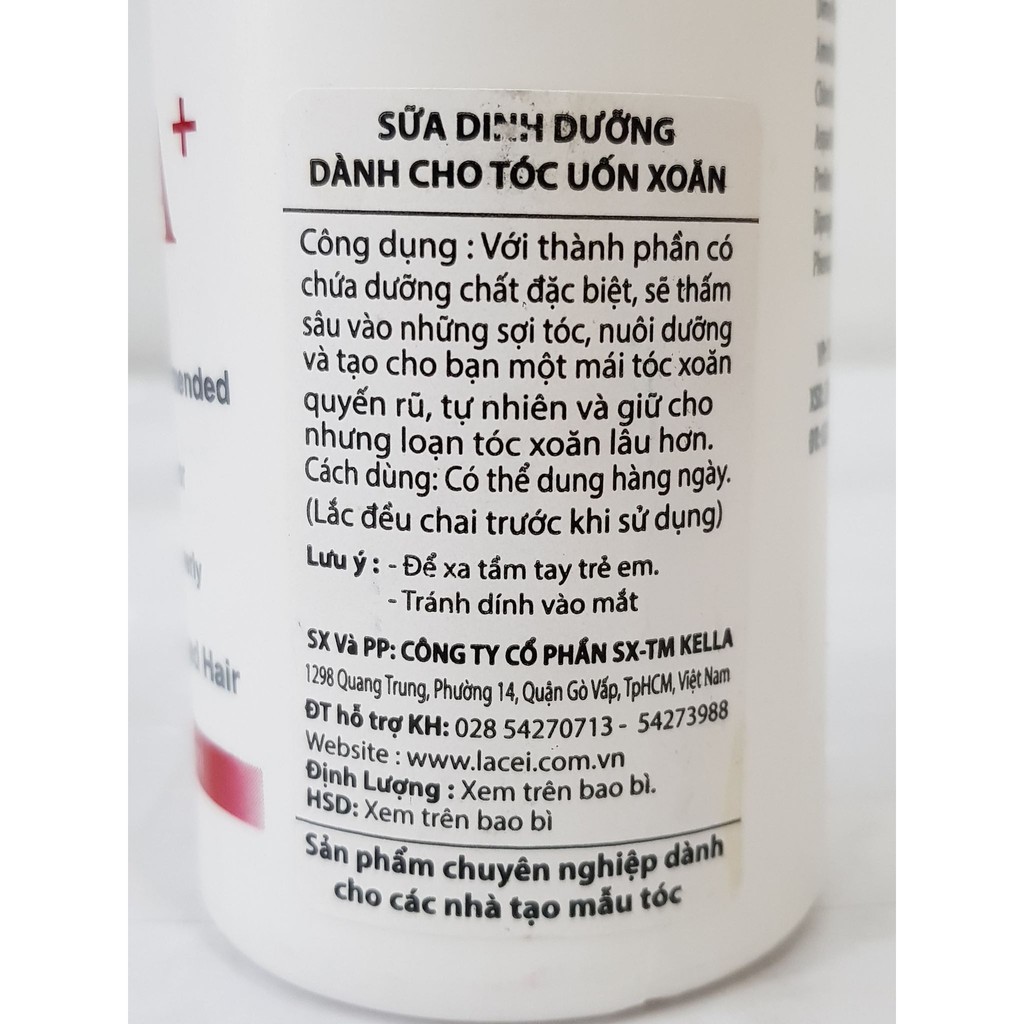 SỮA DINH DƯỠNG
DÀNH CHO TÓC UỐN XOĂN
Công dụng : Với thành phần có
chứa dưỡng chất đặc biệt, sẽ thấm
sâu vào những sợi tóc, nuôi dưỡng
và tạo cho bạn một mái tóc xoăn
quyến rũ, tự nhiên và giữ cho
nhưng loạn tóc xoăn lâu hơn.
Cách dùng: Có thể dung hàng ngày.
(Lắc đều chai trước khi sử dụng)
Lưu ý : - Để xa tầm tay trẻ em.
- Tránh dính vào mắt
SX Và PP: CÔNG TY CỔ PHẦN SX-TM KELLA
1298 Quang Trung, Phường 14, Quận Gò Vấp, TpHCM, Việt Nam
ĐT hỗ trợ KH: 028 54270713 - 54273988
Website : www.lacei.com.vn
Định Lượng : Xem trên bao bì.
HSD: Xem trên bao bì
Sản phẩm chuyên nghiệp dành
cho các nhà tạo mẫu tóc
+
Hair